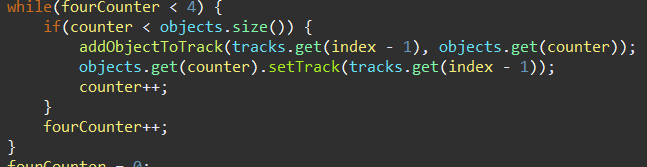 while(fourCounter < 4) {
if(counter < objects.size()) {
addObjectToTrack(tracks.get(index - 1), objects.get(counter));
objects.get(counter).setTrack(tracks.get(index - 1));
counter++;
}
fourCounter++;
}
fourCounter = 0;